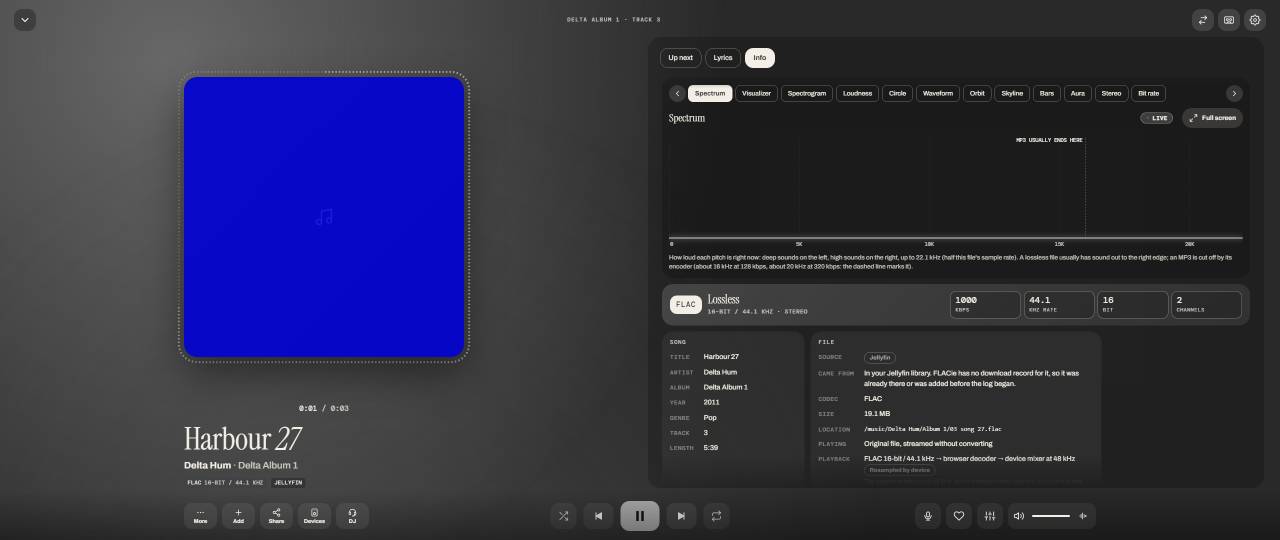 DELTA ALBUM 1 · TRACK 3
Up next
Lyrics
Info
Spectrum
Visualizer
Spectrogram
Loudness
Circle
Waveform
Orbit
Skyline
Bars
Aura
Stereo
Bit rate
Spectrum
LIVE
Full screen
MP3 USUALLY ENDS HERE
0
5K
10K
15K
20K
How loud each pitch is right now: deep sounds on the left, high sounds on the right, up to 22.1 kHz (half this file's sample rate). A lossless file usually has sound out to the right edge; an MP3 is cut off by its
encoder (about 16 kHz at 128 kbps, about 20 kHz at 320 kbps: the dashed line marks it).
FLAC
Lossless
16-BIT / 44.1 KHZ · STEREO
1000
KBPS
44.1
KHZ RATE
16
BIT
2
CHANNELS
SONG
TITLE Harbour 27
ARTIST Delta Hum
ALBUM Delta Album 1
YEAR 2011
GENRE Pop
TRACK 3
LENGTH 5:39
FILE
SOURCE Jellyfin
CAME FROM In your Jellyfin library. FLACie has no download record for it, so it was
already there or was added before the log began.
CODEC FLAC
SIZE 19.1 MB
LOCATION /music/Delta Hum/Album 1/03 song 27.flac
PLAYING Original file, streamed without converting
PLAYBACK FLAC 16-bit / 44.1 kHz → browser decoder → device mixer at 48 kHz
Resampled by device
0:01 / 0:03
Harbour 27
Delta Hum · Delta Album 1
FLAC 16-BIT / 44.1 KHZ JELLYFIN
More
Add
Share
Devices
DJ